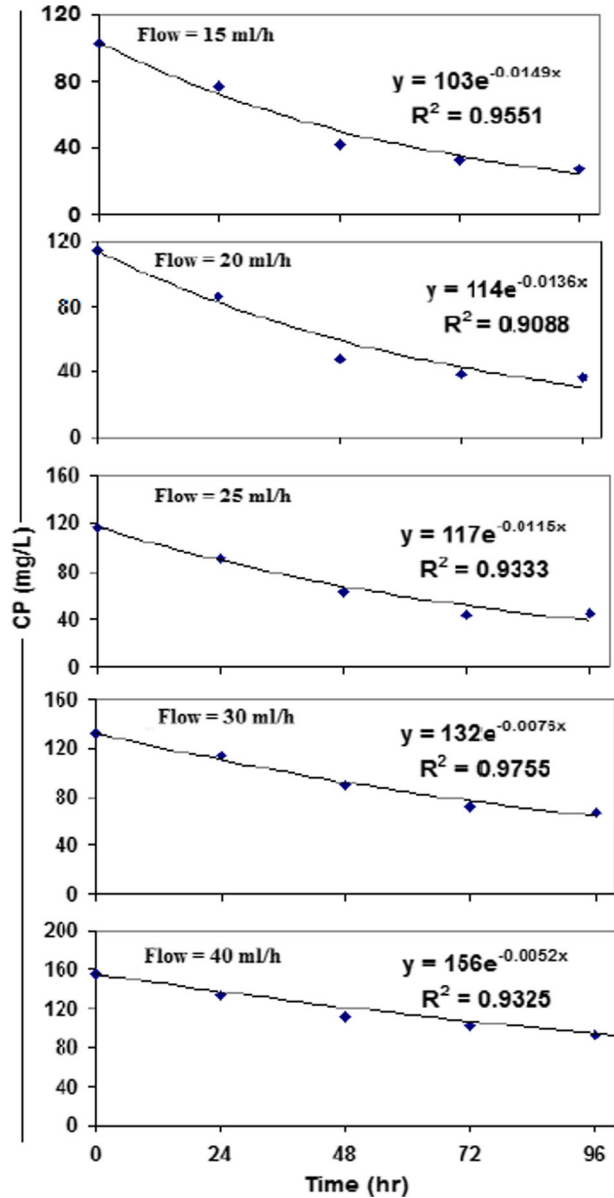 CP (mg/L)
120
80
40
0
Flow = 15 ml/h
y = 103e^-0.0149x
R² = 0.9551
120
80
40
0
Flow = 20 ml/h
y = 114e^-0.0136x
R² = 0.9088
160
120
80
40
0
Flow = 25 ml/h
y = 117e^-0.0115x
R² = 0.9333
160
120
80
40
0
Flow = 30 ml/h
y = 132e^-0.0076x
R² = 0.9755
200
160
120
80
40
0
Flow = 40 ml/h
y = 156e^-0.0052x
R² = 0.9325
0 24 48 72 96
Time (hr)